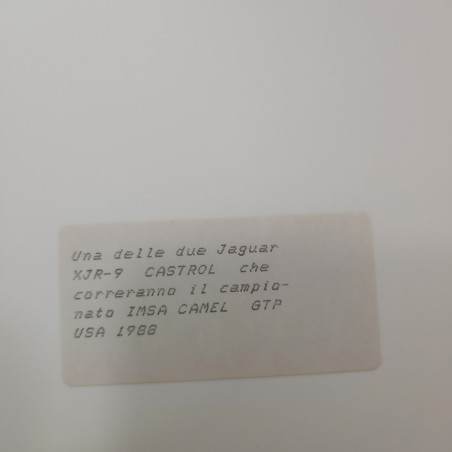 Una delle due Jaguar
XJR-9 CASTROL che
correranno il campio-
nato IMSA CAMEL GTP
USA 1988